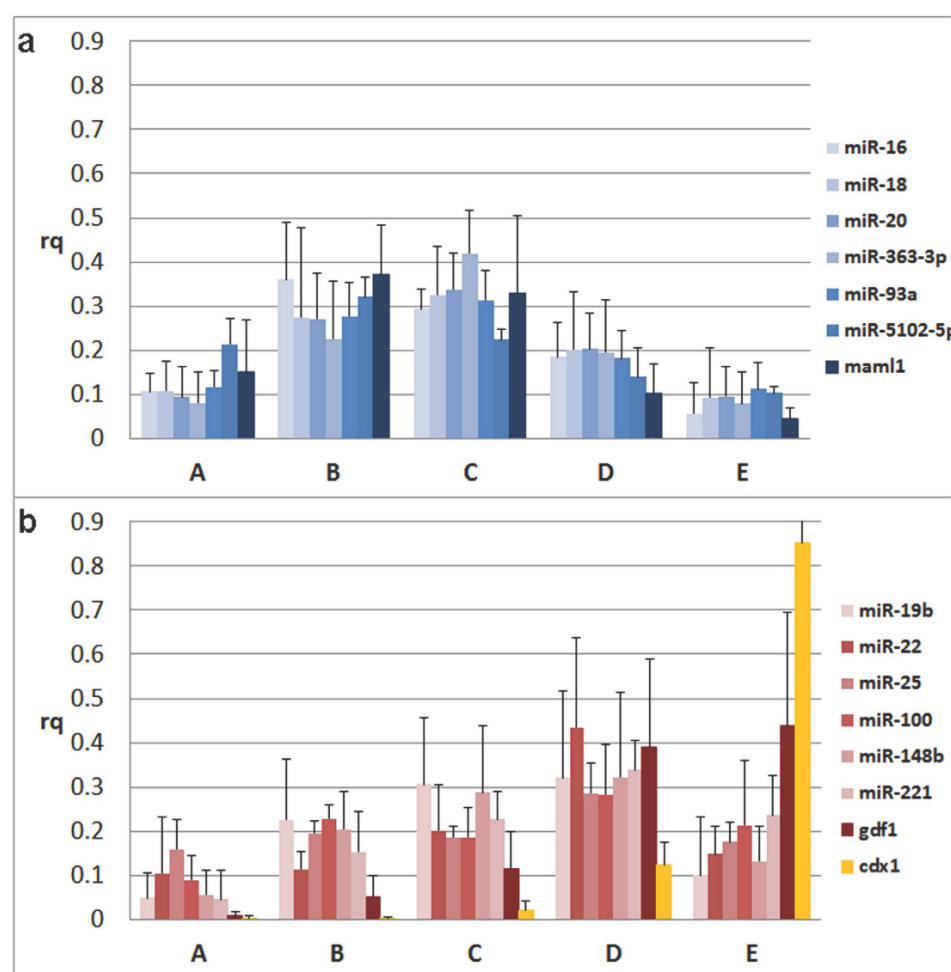 a
0.9
0.8
0.7
0.6
0.5
rq
0.4
0.3
0.2
0.1
0
A B C D E
miR-16
miR-18
miR-20
miR-363-3p
miR-93a
miR-5102-5p
maml1
b
0.9
0.8
0.7
0.6
0.5
rq
0.4
0.3
0.2
0.1
0
A B C D E
miR-19b
miR-22
miR-25
miR-100
miR-148b
miR-221
gdf1
cdx1